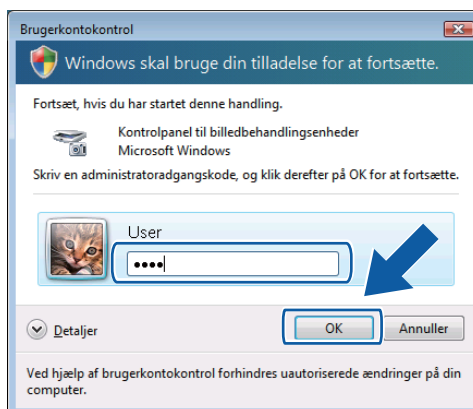 Brugerkontokontrol
Windows skal bruge din tilladelse for at fortsætte.
Fortsæt, hvis du har startet denne handling.
Kontrolpanel til billedbehandlingsenheder
Microsoft Windows
Skriv en administratoradgangskode, og klik derefter på OK for at fortsætte.
User
••••
Detaljer
OK
Annuller
Ved hjælp af brugerkontokontrol forhindres uautoriserede ændringer på din
computer.